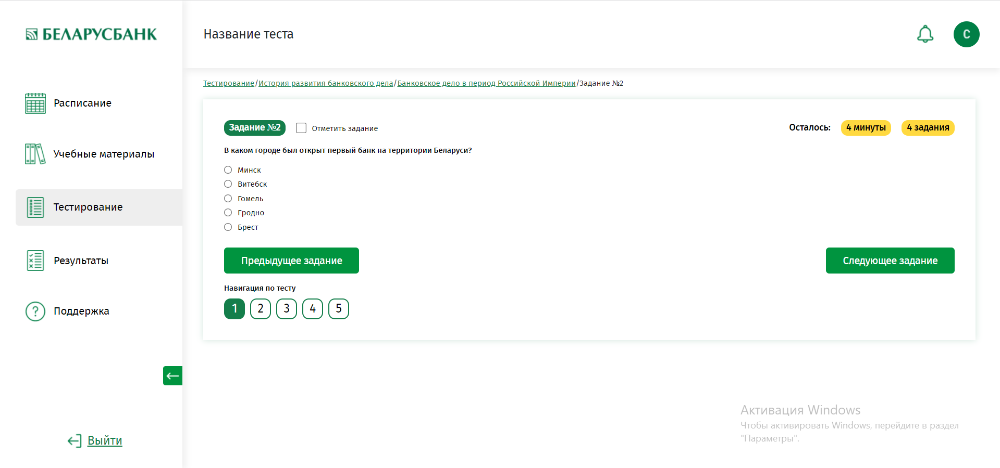 БЕЛАРУСБАНК
Название теста
С
Расписание
Учебные материалы
Тестирование
Результаты
Поддержка
Выйти
Тестирование/История развития банковского дела/Банковское дело в период Российской Империи/Задание №2
Задание №2
Отметить задание
Осталось: 4 минуты 4 задания
В каком городе был открыт первый банк на территории Беларуси?
Минск
Витебск
Гомель
Гродно
Брест
Предыдущее задание
Следующее задание
Навигация по тесту
1 2 3 4 5
Активация Windows
Чтобы активировать Windows, перейдите в раздел
"Параметры".